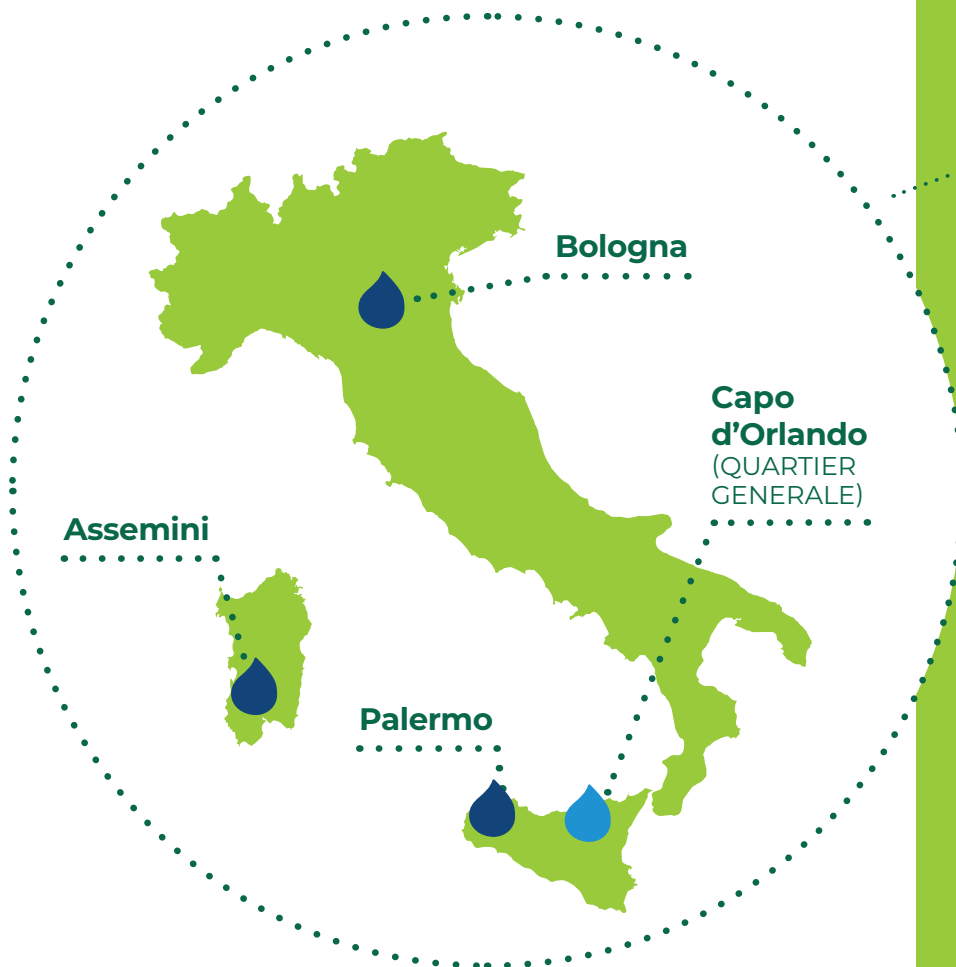 Bologna
Capo
d’Orlando
(QUARTIER
GENERALE)
Assemini
Palermo